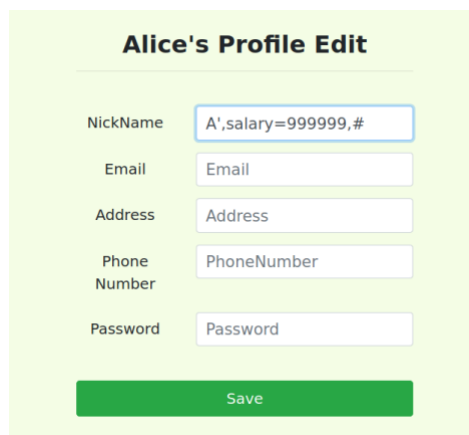 Alice's Profile Edit
NickName
A',salary=999999,#
Email
Email
Address
Address
Phone
Number
PhoneNumber
Password
Password
Save